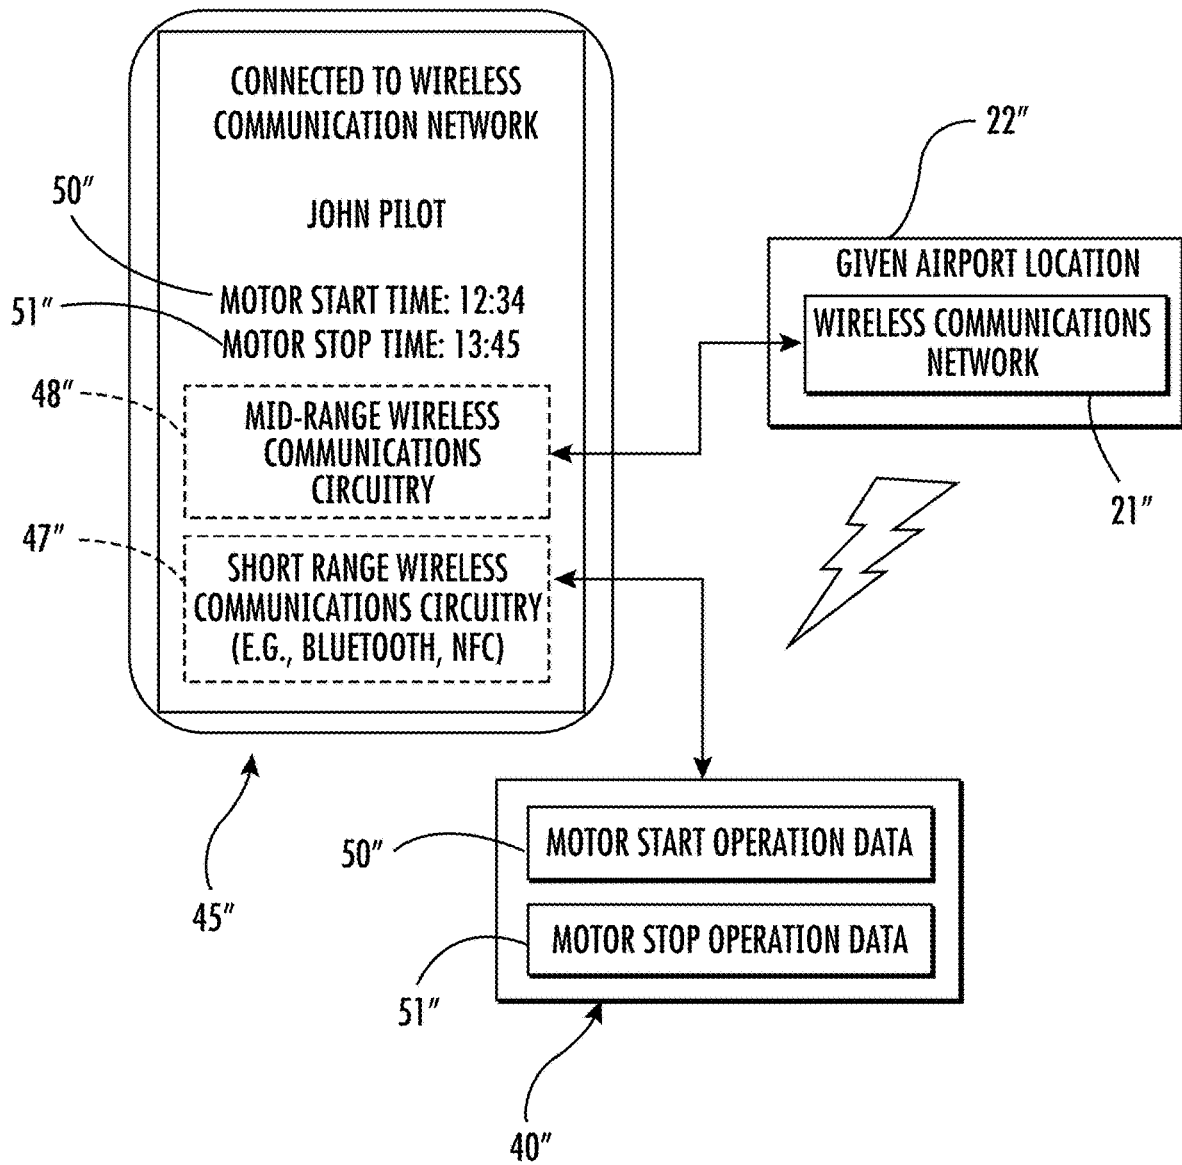 CONNECTED TO WIRELESS
COMMUNICATION NETWORK
JOHN PILOT
50″
MOTOR START TIME: 12:34
51″
MOTOR STOP TIME: 13:45
48″
MID-RANGE WIRELESS
COMMUNICATIONS
CIRCUITRY
47″
SHORT RANGE WIRELESS
COMMUNICATIONS CIRCUITRY
(E.G., BLUETOOTH, NFC)
45″
22″
GIVEN AIRPORT LOCATION
WIRELESS COMMUNICATIONS
NETWORK
21″
50″
MOTOR START OPERATION DATA
MOTOR STOP OPERATION DATA
51″
40″